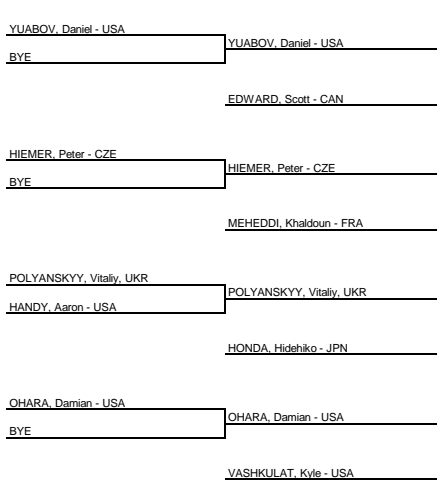 YUABOV, Daniel - USA
YUABOV, Daniel - USA
BYE
EDWARD, Scott - CAN
HIEMER, Peter - CZE
HIEMER, Peter - CZE
BYE
MEHEDDI, Khaldoun - FRA
POLYANSKYY, Vitaliy, UKR
POLYANSKYY, Vitaliy, UKR
HANDY, Aaron - USA
HONDA, Hidehiko - JPN
OHARA, Damian - USA
OHARA, Damian - USA
BYE
VASHKULAT, Kyle - USA